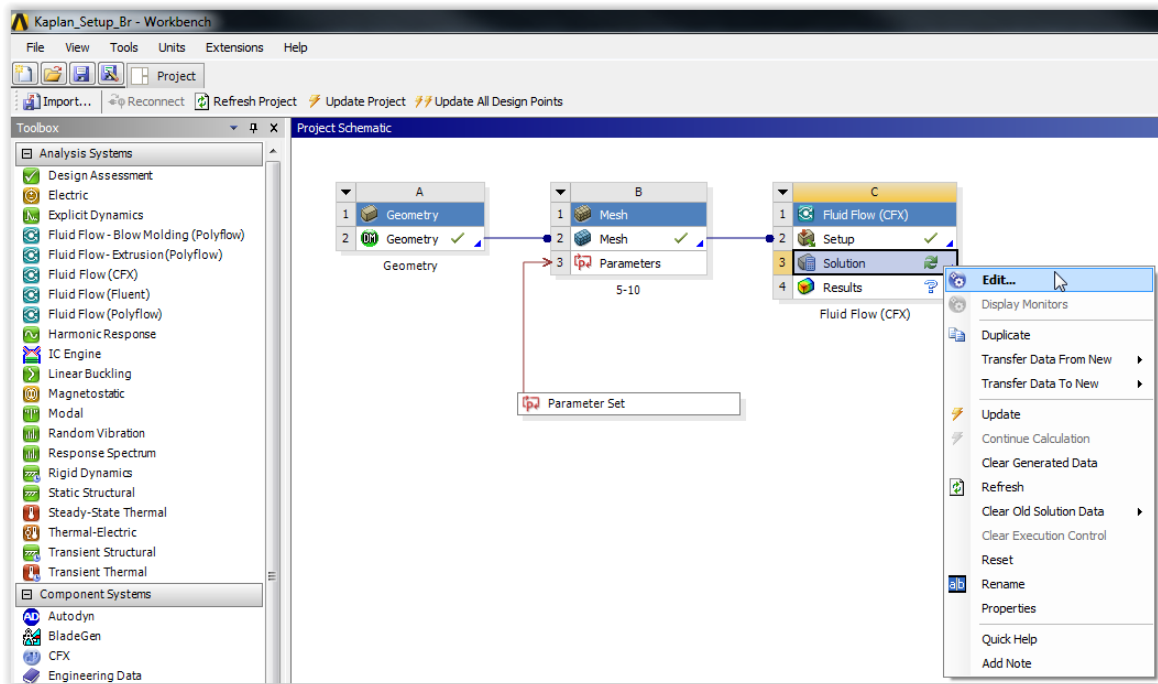 Kaplan_Setup_Br - Workbench
File View Tools Units Extensions Help
Project
Import... Reconnect Refresh Project Update Project Update All Design Points
Toolbox
Analysis Systems
Design Assessment
Electric
Explicit Dynamics
Fluid Flow - Blow Molding (Polyflow)
Fluid Flow - Extrusion (Polyflow)
Fluid Flow (CFX)
Fluid Flow (Fluent)
Fluid Flow (Polyflow)
Harmonic Response
IC Engine
Linear Buckling
Magnetostatic
Modal
Random Vibration
Response Spectrum
Rigid Dynamics
Static Structural
Steady-State Thermal
Thermal-Electric
Transient Structural
Transient Thermal
Component Systems
Autodyn
BladeGen
CFX
Engineering Data
Project Schematic
A
1 Geometry
2 Geometry
Geometry
B
1 Mesh
2 Mesh
3 Parameters
5-10
C
1 Fluid Flow (CFX)
2 Setup
3 Solution
4 Results
Fluid Flow (CFX)
Parameter Set
Edit...
Display Monitors
Duplicate
Transfer Data From New
Transfer Data To New
Update
Continue Calculation
Clear Generated Data
Refresh
Clear Old Solution Data
Clear Execution Control
Reset
Rename
Properties
Quick Help
Add Note